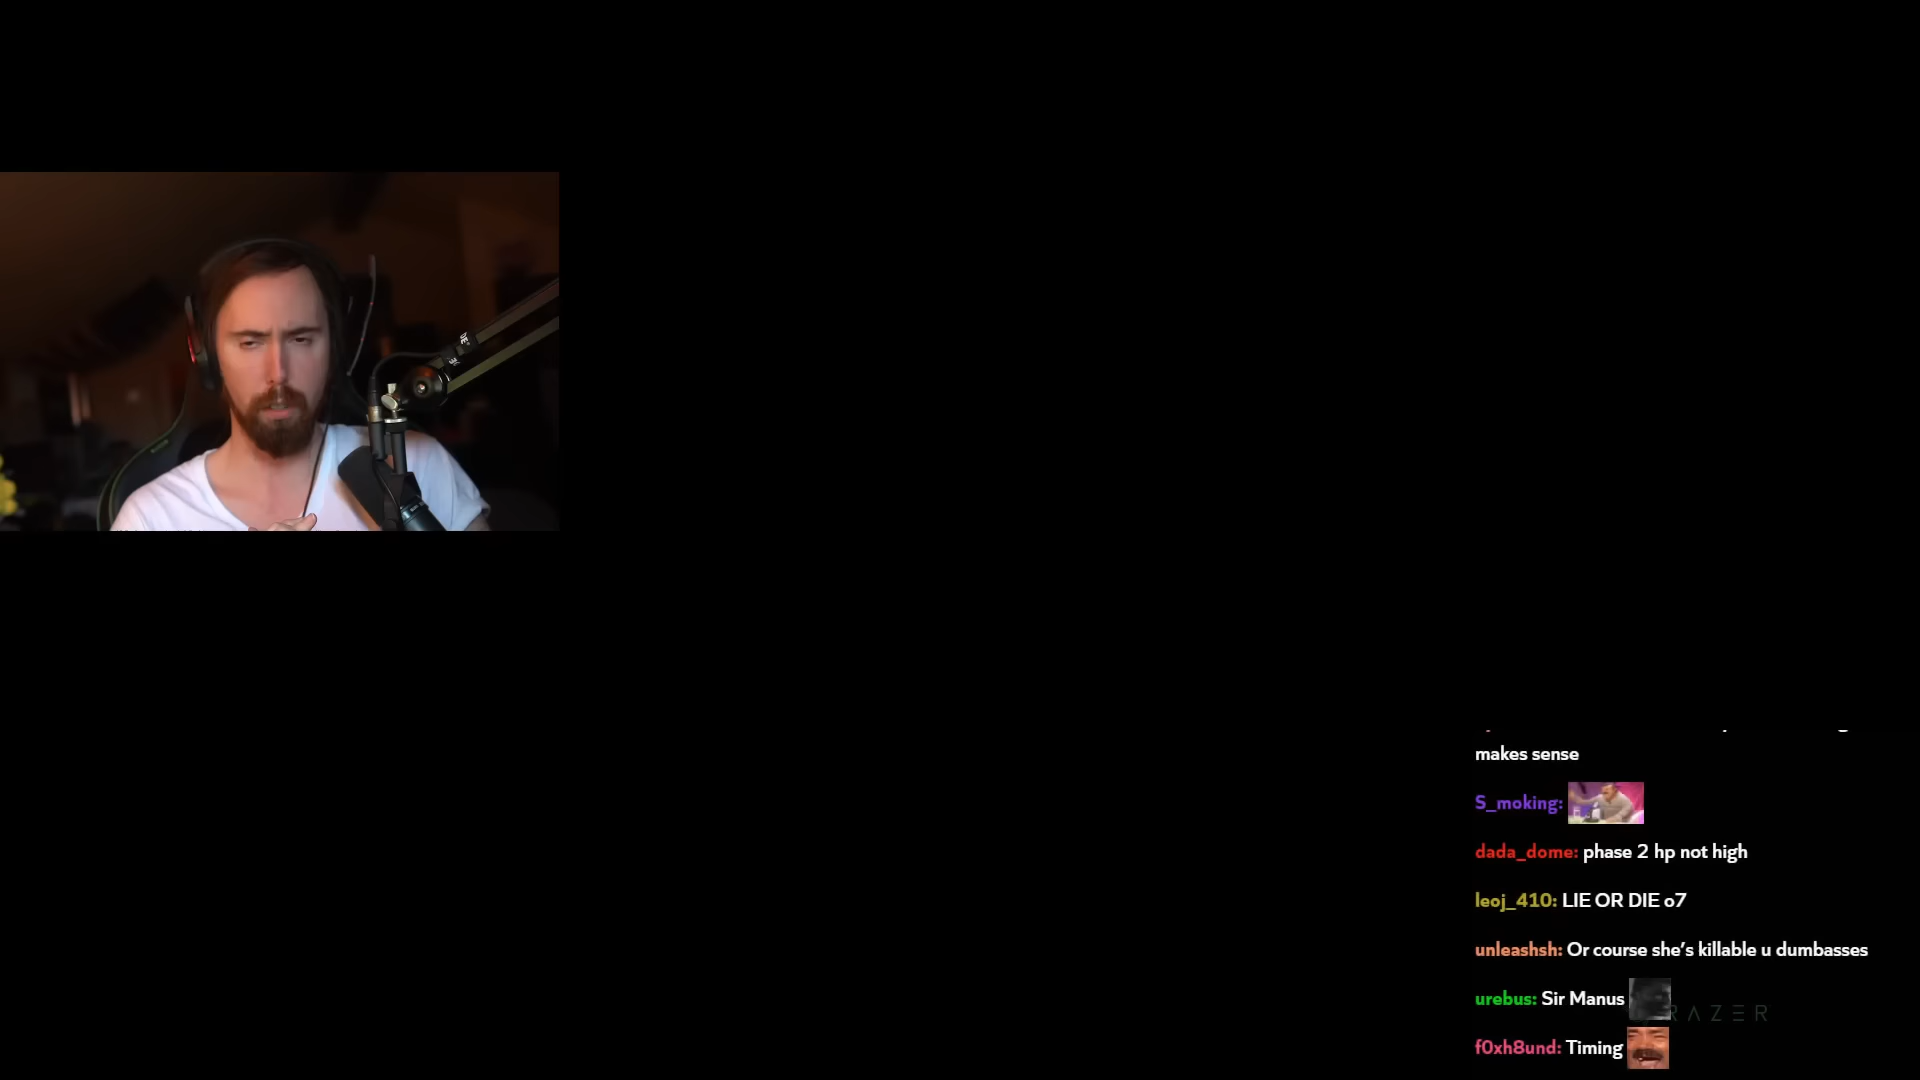 makes sense
S_moking:
dada_dome: phase 2 hp not high
leoj_410: LIE OR DIE o7
unleashsh: Or course she's killable u dumbasses
urebus: Sir Manus
RAZER
f0xh8und: Timing